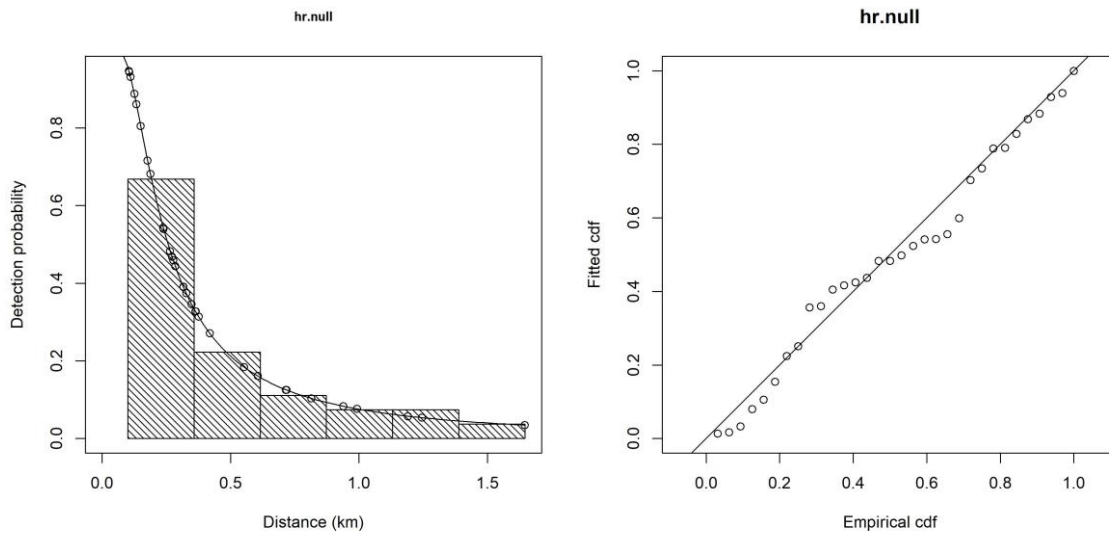 hr.null
Detection probability
0.8
0.6
0.4
0.2
0.0
0.0 0.5 1.0 1.5
Distance (km)
hr.null
Fitted cdf
1.0
0.8
0.6
0.4
0.2
0.0
0.0 0.2 0.4 0.6 0.8 1.0
Empirical cdf